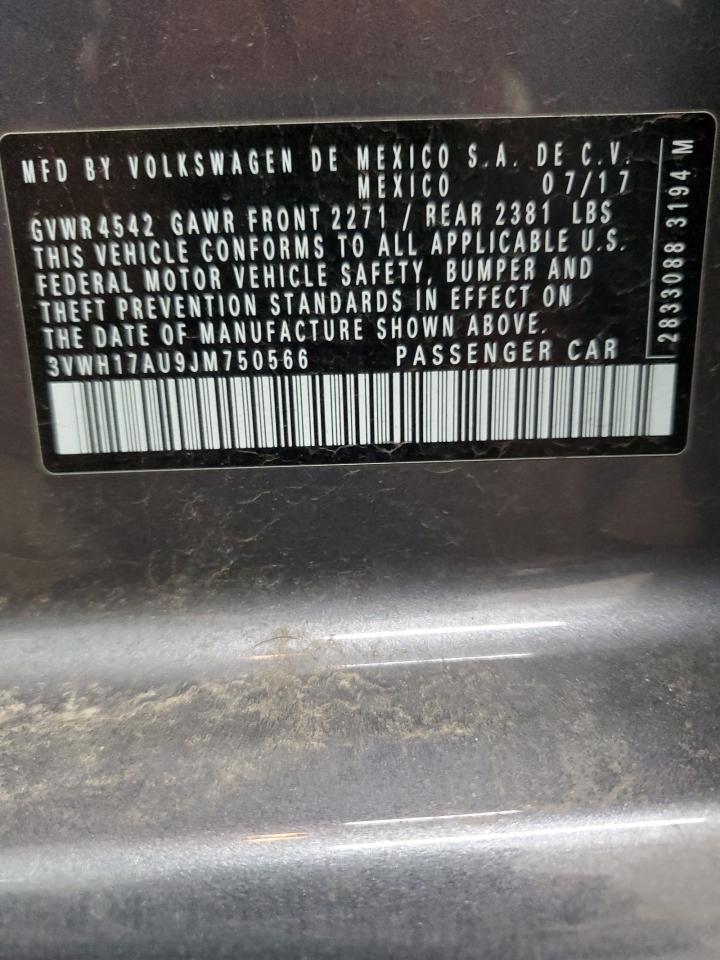 MFD BY VOLKSWAGEN DE MEXICO S.A. DE C.V.
MEXICO 07/17
GVWR 4542 GAWR FRONT 2271 / REAR 2381 LBS
THIS VEHICLE CONFORMS TO ALL APPLICABLE U.S.
FEDERAL MOTOR VEHICLE SAFETY, BUMPER AND
THEFT PREVENTION STANDARDS IN EFFECT ON
THE DATE OF MANUFACTURE SHOWN ABOVE.
3VWH17AU9JM750566 PASSENGER CAR
2833088 3194 M